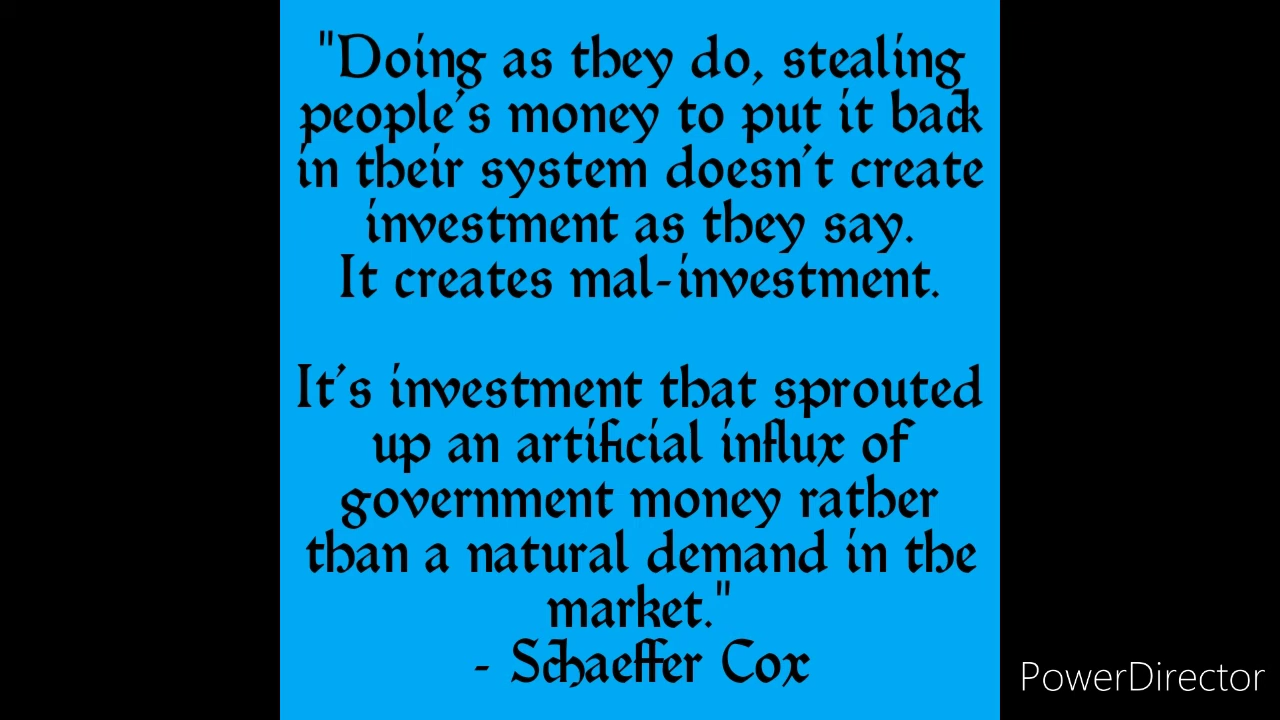 "Doing as they do, stealing
people's money to put it back
in their system doesn't create
investment as they say.
It creates mal-investment.
It's investment that sprouted
up an artificial influx of
government money rather
than a natural demand in the
market."
- Schaeffer Cox
PowerDirector